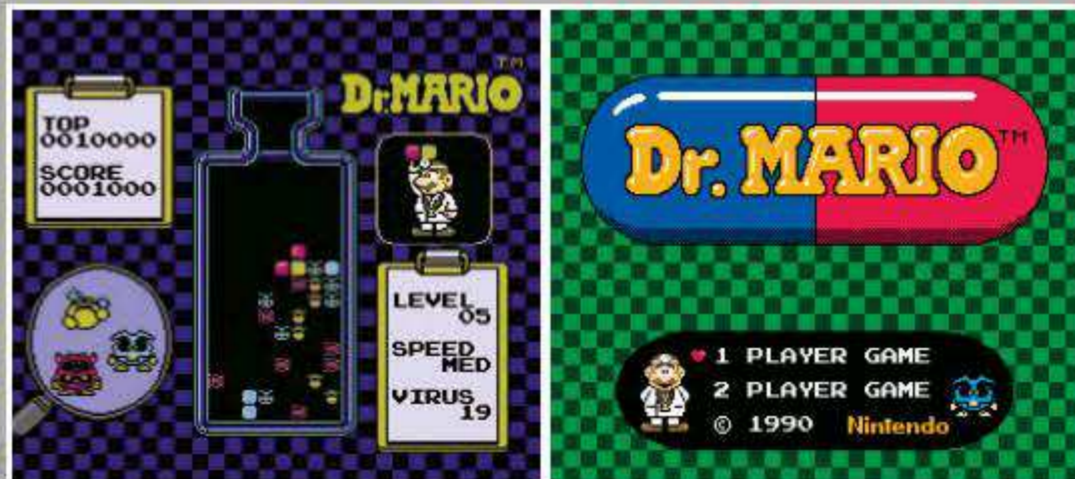 TOP
0010000
SCORE
0001000
Dr.MARIO™
LEVEL
05
SPEED
MED
VIRUS
19
Dr. MARIO™
1 PLAYER GAME
2 PLAYER GAME
© 1990 Nintendo